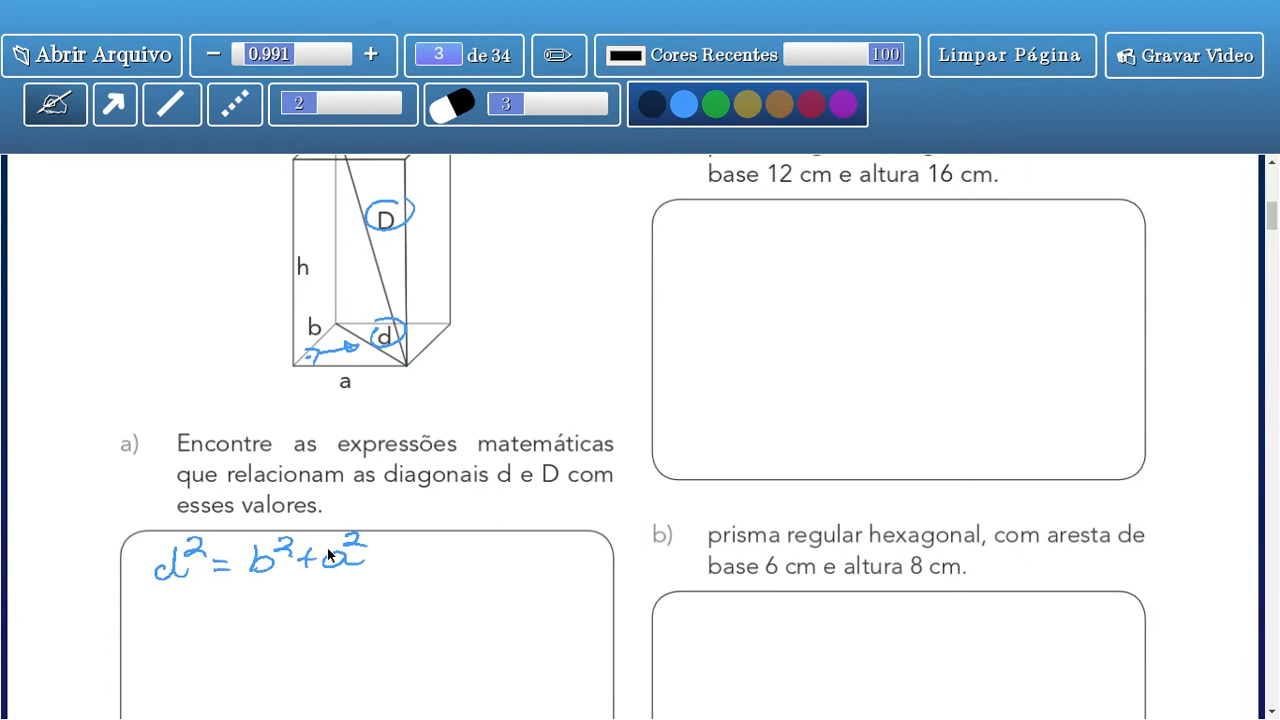 Abrir Arquivo
− 0.991 +
3 de 34
Cores Recentes 100
Limpar Página
Gravar Video
2
3
D
h
b
d
a
a) Encontre as expressões matemáticas
que relacionam as diagonais d e D com
esses valores.
d² = b² + a²
base 12 cm e altura 16 cm.
b) prisma regular hexagonal, com aresta de
base 6 cm e altura 8 cm.